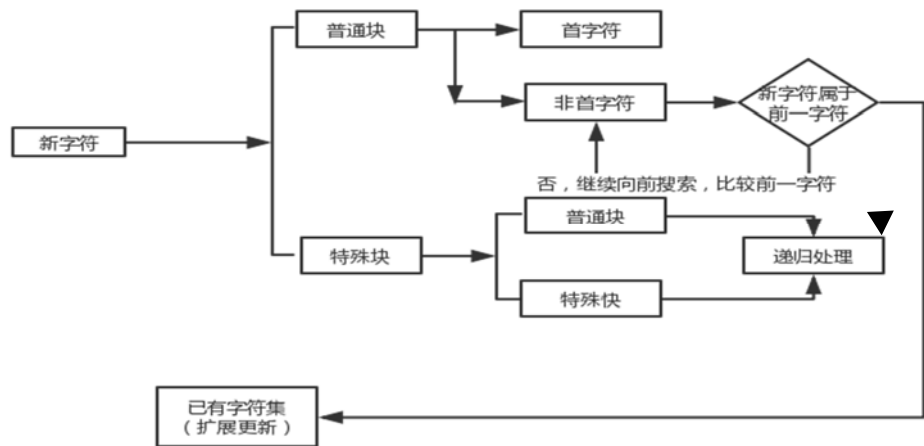 普通块
首字符
非首字符
新字符属于
前一字符
新字符
否，继续向前搜索，比较前一字符
普通块
特殊块
递归处理
特殊快
已有字符集
（扩展更新）